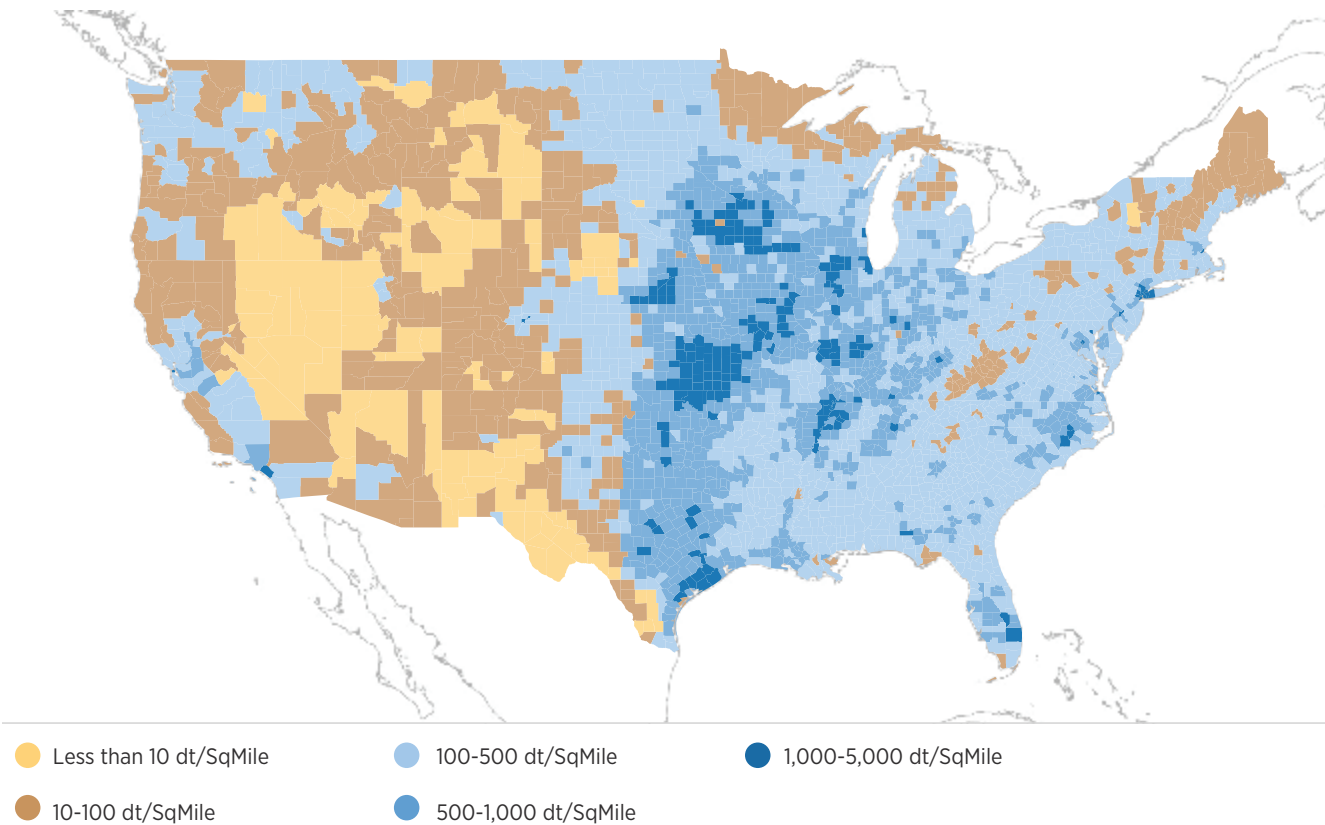 Less than 10 dt/SqMile
100-500 dt/SqMile
1,000-5,000 dt/SqMile
10-100 dt/SqMile
500-1,000 dt/SqMile